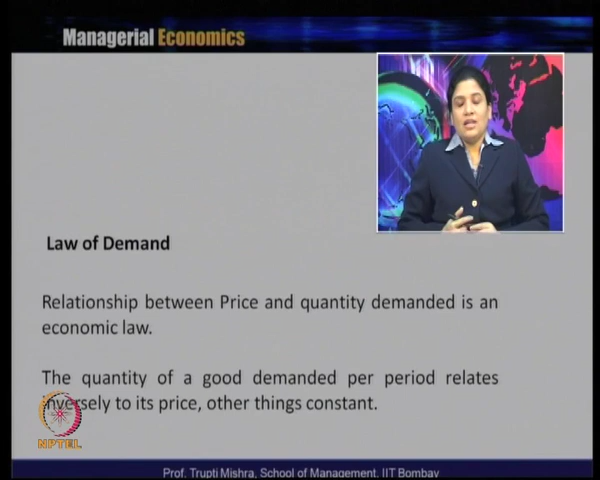 Managerial Economics
Law of Demand
Relationship between Price and quantity demanded is an
economic law.
The quantity of a good demanded per period relates
inversely to its price, other things constant.
NPTEL
Prof. Trupti Mishra, School of Management, IIT Bombay